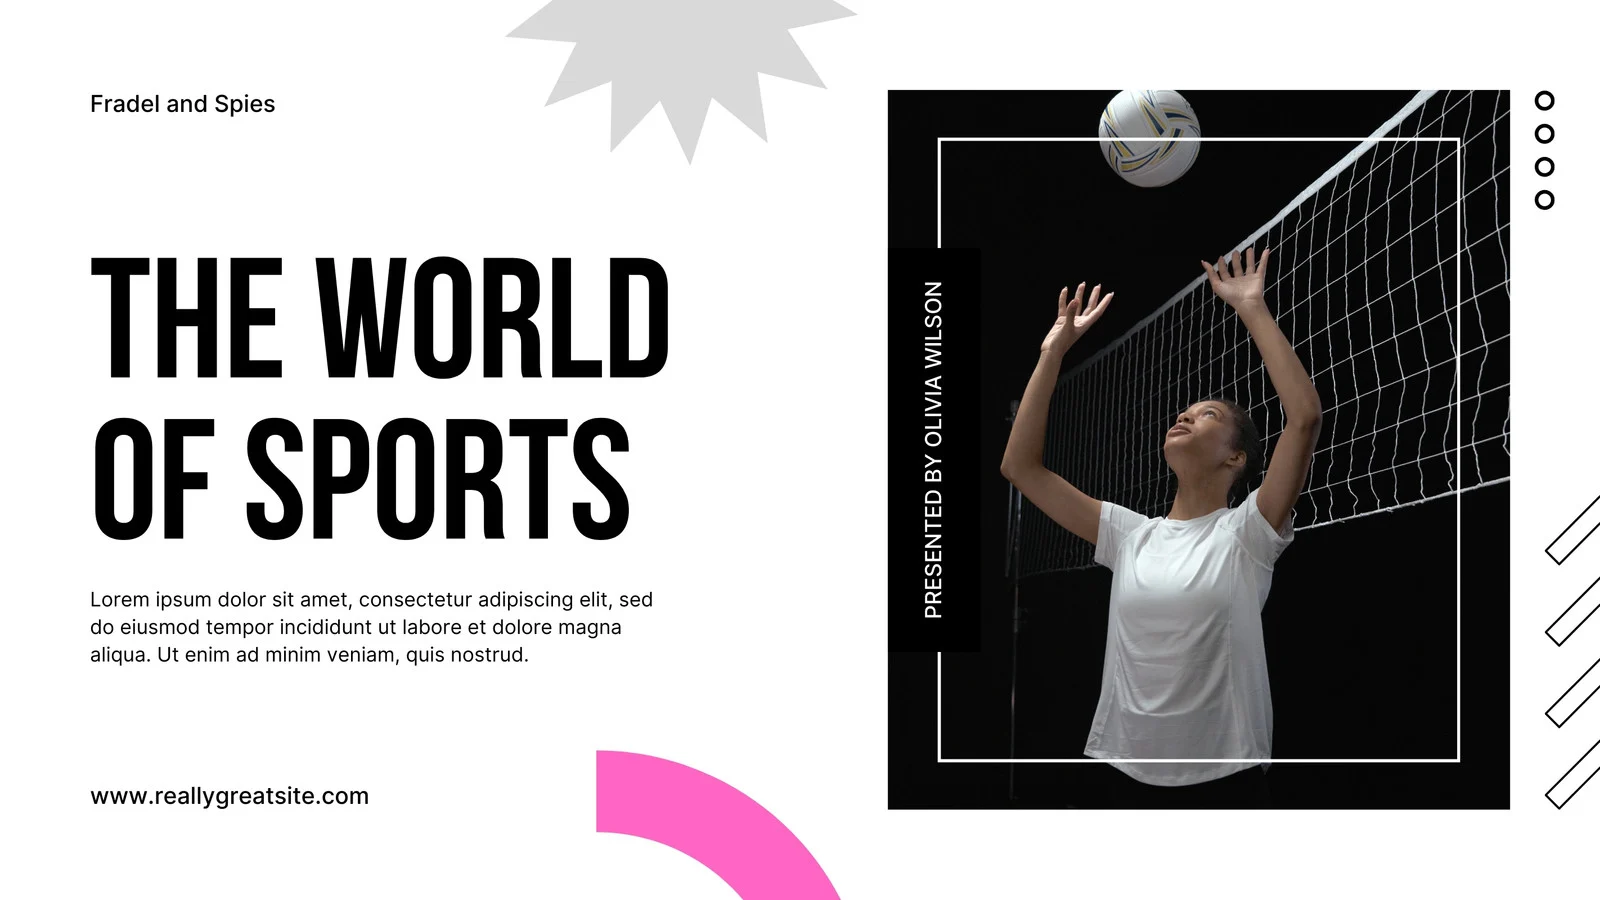 Fradel and Spies
THE WORLD
OF SPORTS
Lorem ipsum dolor sit amet, consectetur adipiscing elit, sed
do eiusmod tempor incididunt ut labore et dolore magna
aliqua. Ut enim ad minim veniam, quis nostrud.
www.reallygreatsite.com
PRESENTED BY OLIVIA WILSON